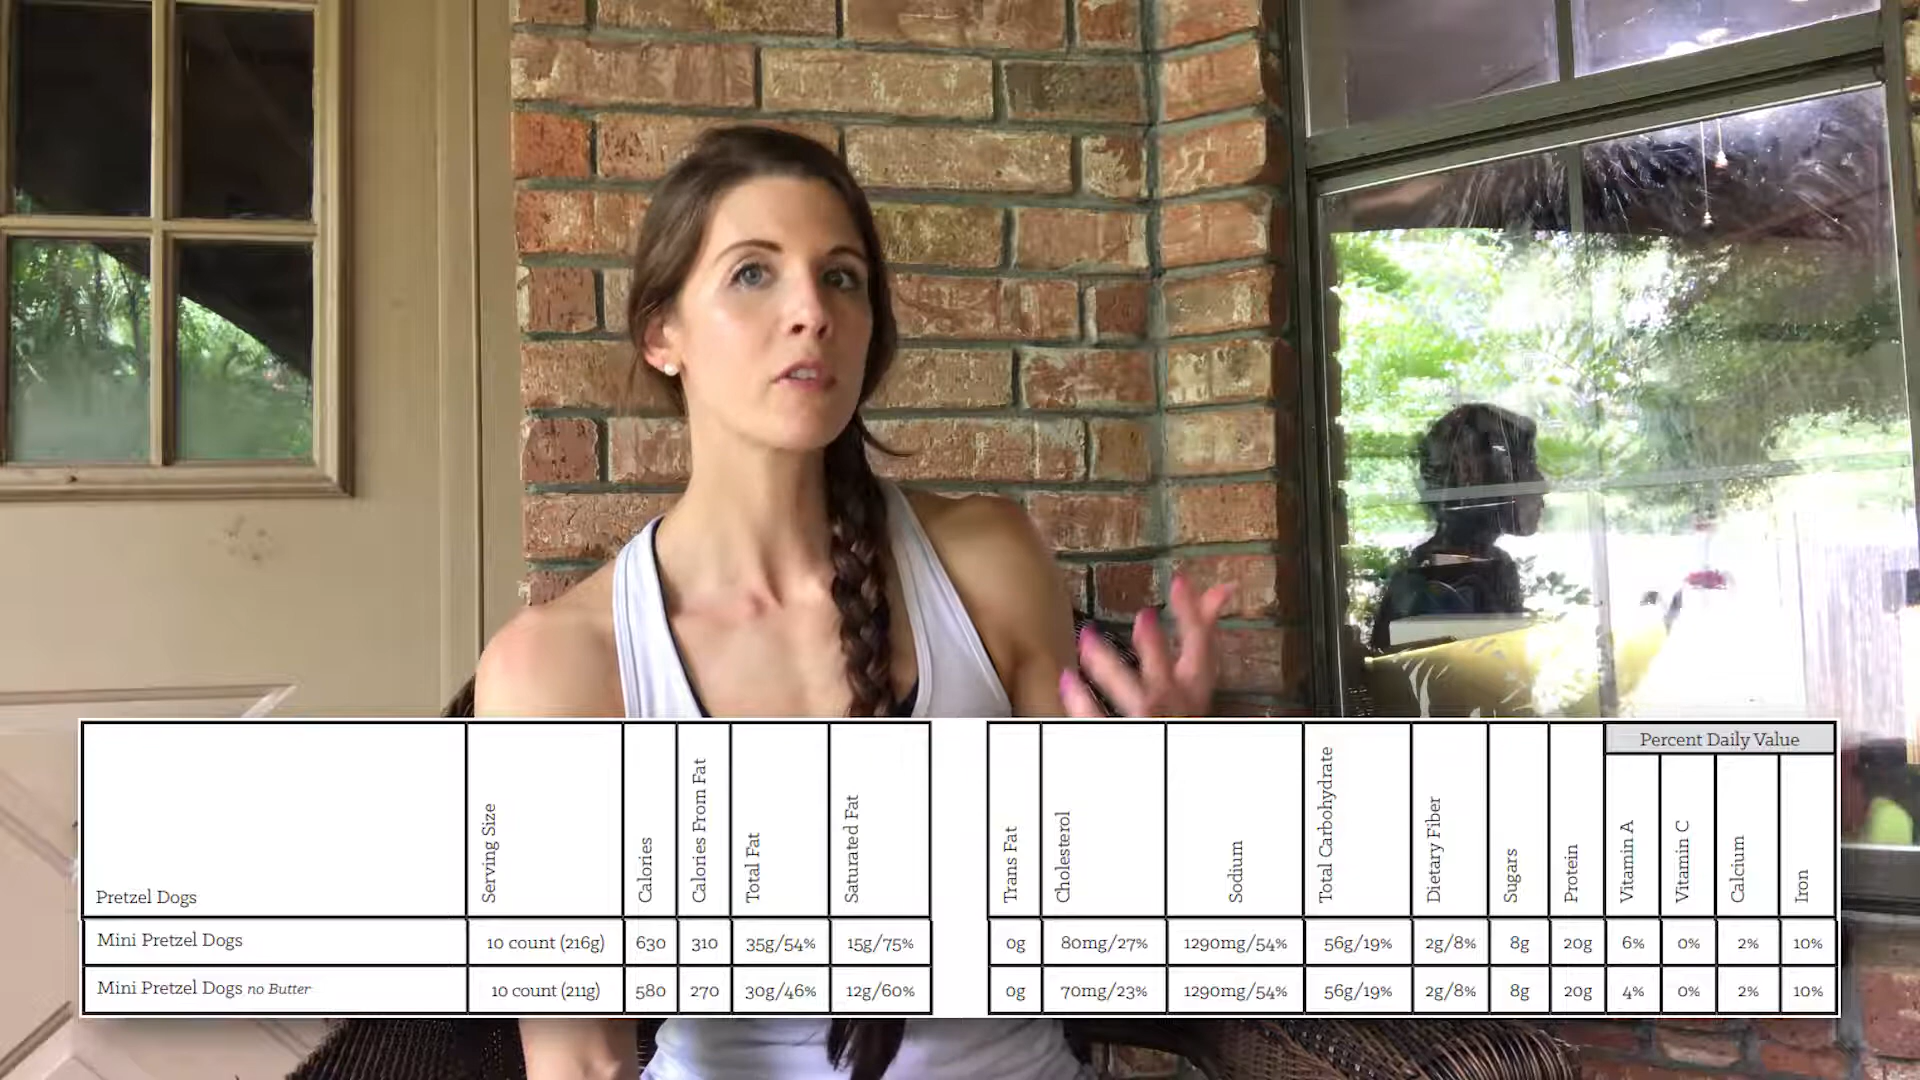 Pretzel Dogs
Serving Size
Calories
Calories From Fat
Total Fat
Saturated Fat
Trans Fat
Cholesterol
Sodium
Total Carbohydrate
Dietary Fiber
Sugars
Protein
Percent Daily Value
Vitamin A
Vitamin C
Calcium
Iron
Mini Pretzel Dogs 10 count (216g) 630 310 35g/54% 15g/75% 0g 80mg/27% 1290mg/54% 56g/19% 2g/8% 8g 20g 6% 0% 2% 10%
Mini Pretzel Dogs no Butter 10 count (211g) 580 270 30g/46% 12g/60% 0g 70mg/23% 1290mg/54% 56g/19% 2g/8% 8g 20g 4% 0% 2% 10%